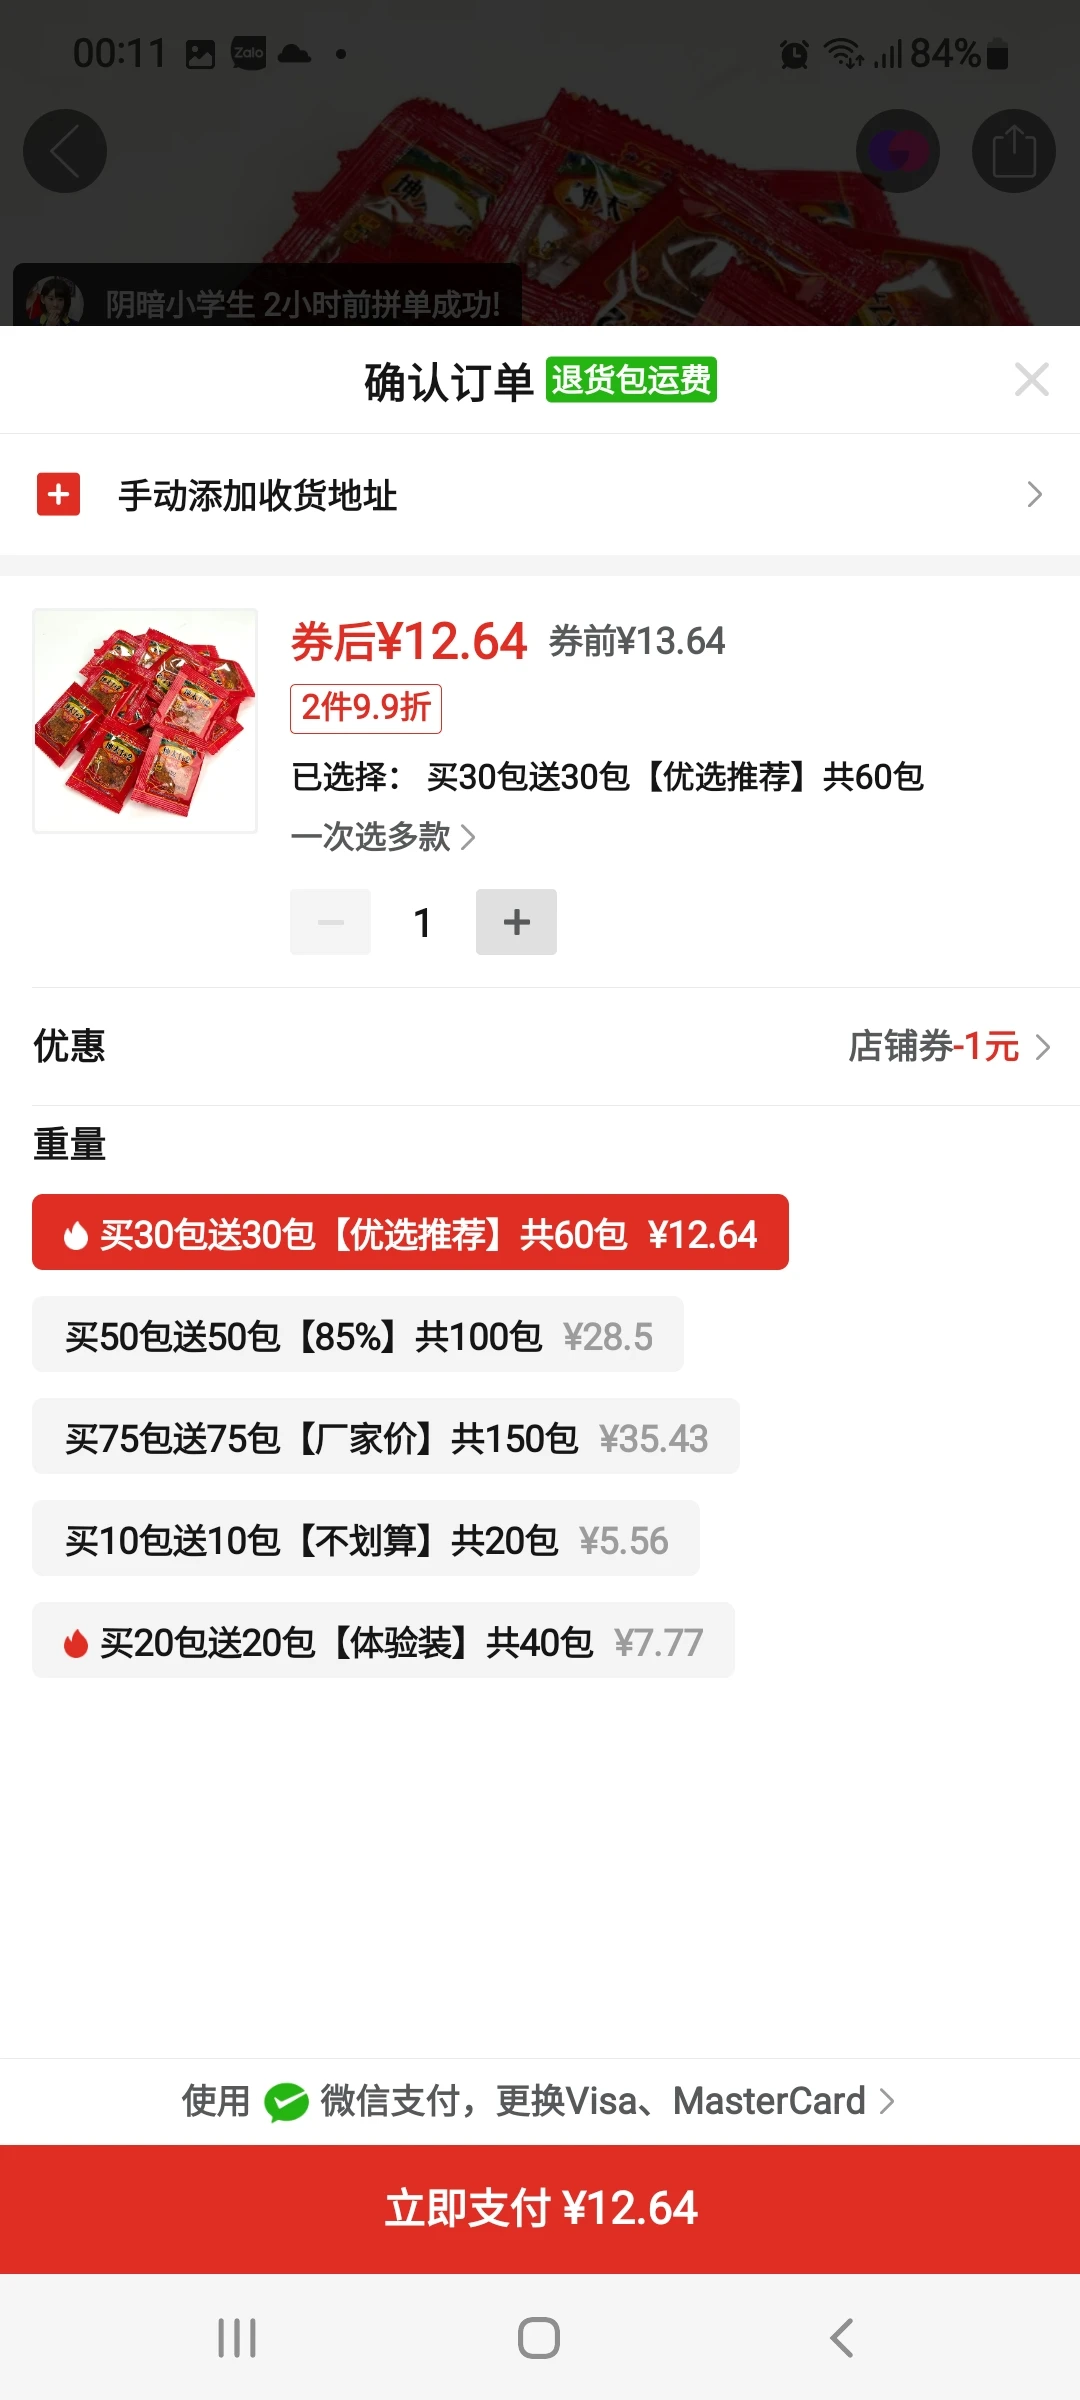 00:11 Zalo 84%
阴暗小学生 2小时前拼单成功!
确认订单 退货包运费
手动添加收货地址
券后¥12.64 券前¥13.64
2件9.9折
已选择： 买30包送30包【优选推荐】共60包
一次选多款
1
优惠 店铺券-1元
重量
买30包送30包【优选推荐】共60包 ¥12.64
买50包送50包【85%】共100包 ¥28.5
买75包送75包【厂家价】共150包 ¥35.43
买10包送10包【不划算】共20包 ¥5.56
买20包送20包【体验装】共40包 ¥7.77
使用 微信支付，更换Visa、MasterCard
立即支付 ¥12.64